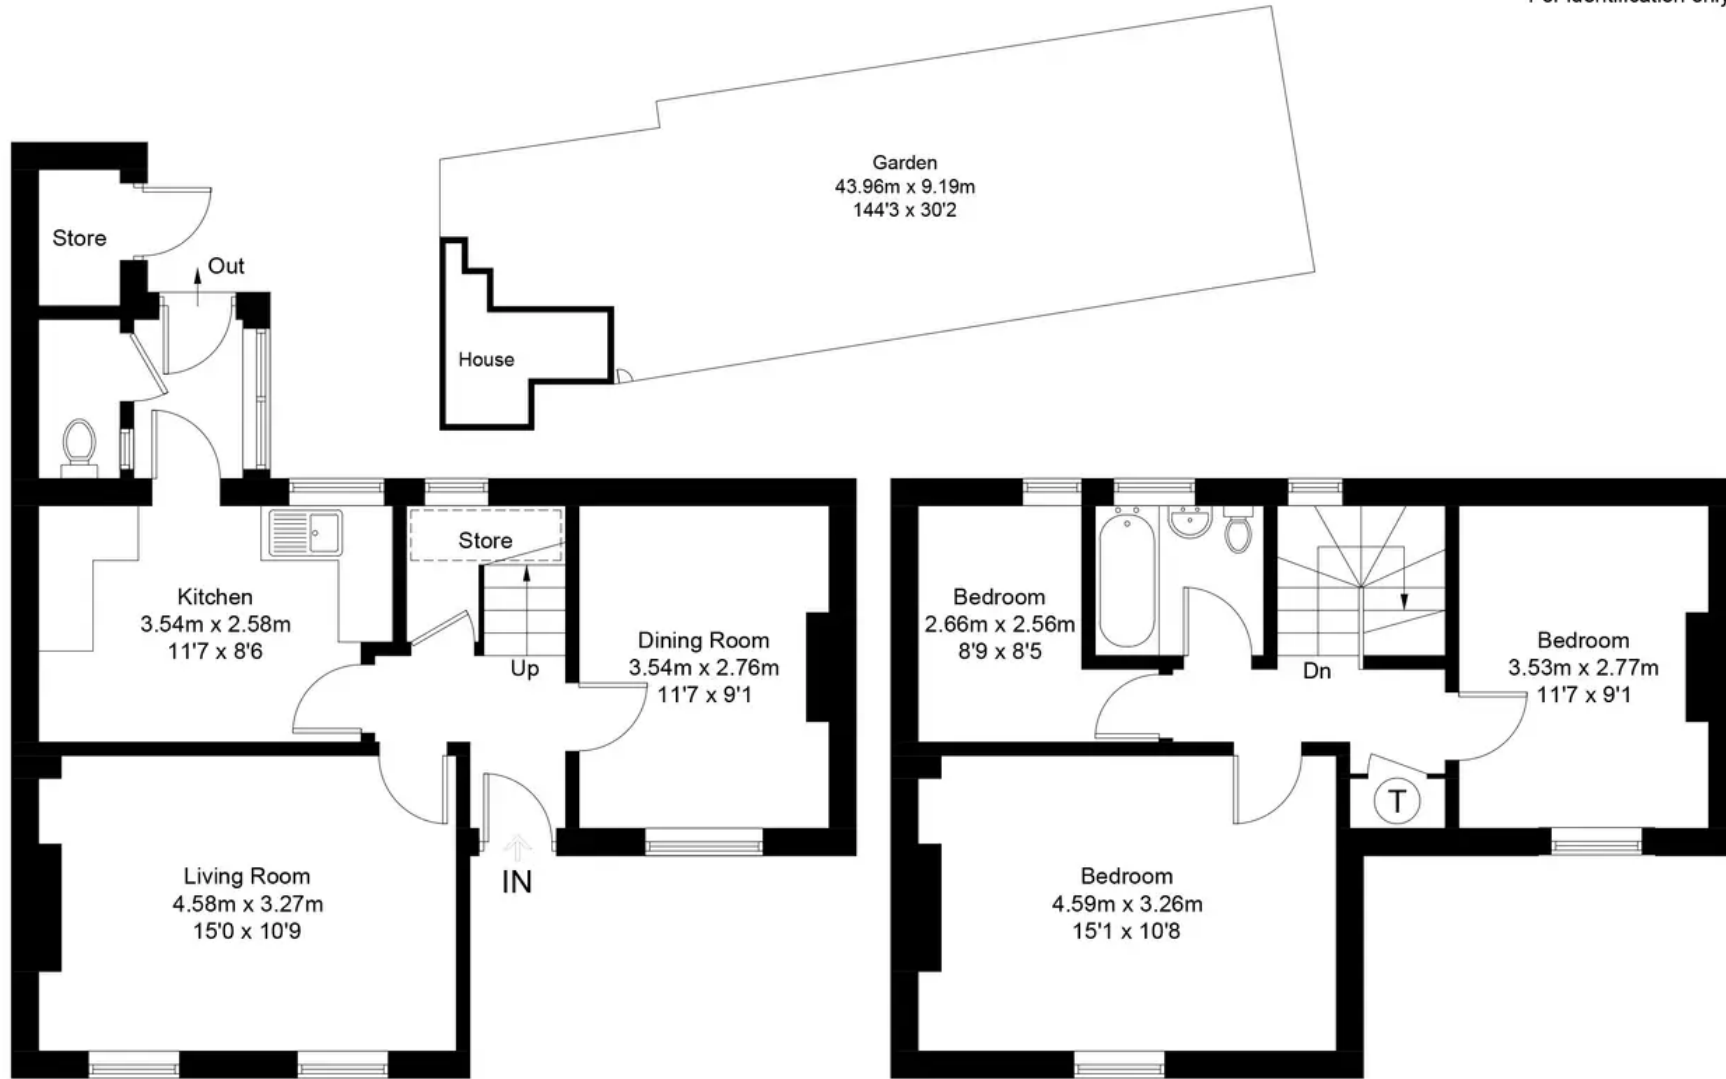 For identification only
Garden
43.96m x 9.19m
144'3 x 30'2
House
Store
Out
Store
Kitchen
3.54m x 2.58m
11'7 x 8'6
Up
Dining Room
3.54m x 2.76m
11'7 x 9'1
Living Room
4.58m x 3.27m
15'0 x 10'9
IN
Bedroom
2.66m x 2.56m
8'9 x 8'5
Dn
Bedroom
3.53m x 2.77m
11'7 x 9'1
T
Bedroom
4.59m x 3.26m
15'1 x 10'8